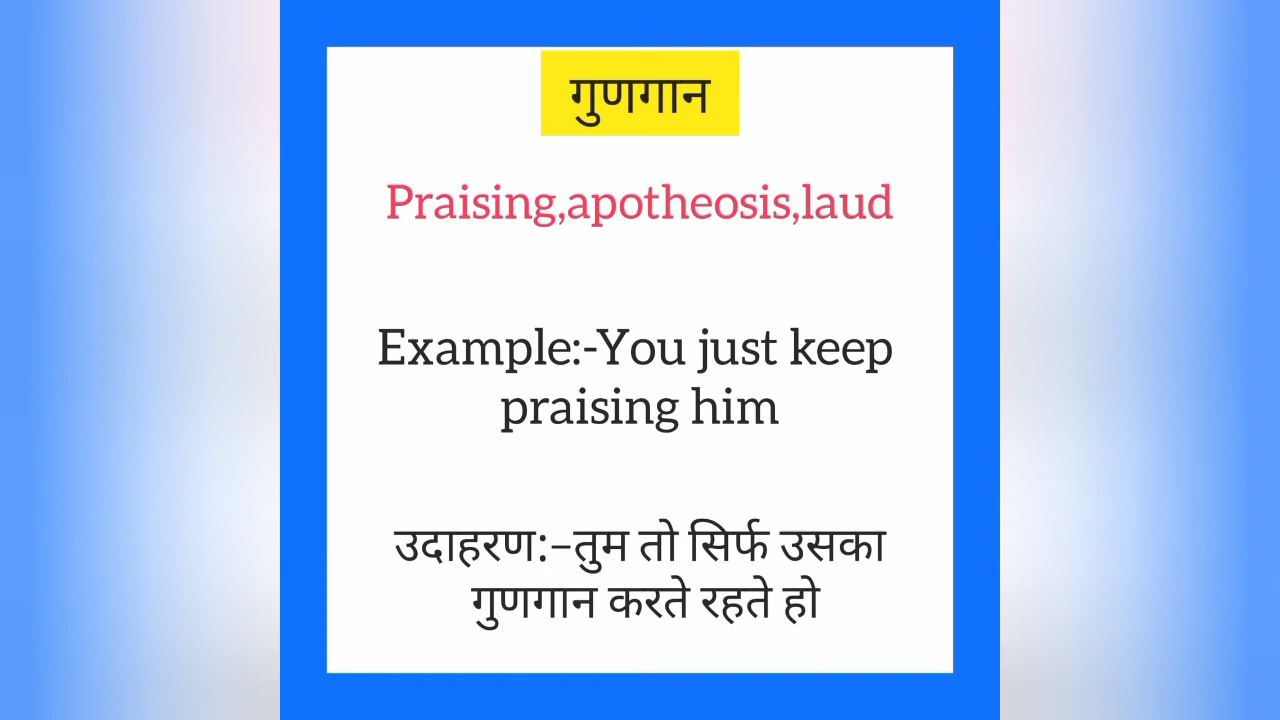 गुणगान
Praising,apotheosis,laud
Example:-You just keep
praising him
उदाहरण:–तुम तो सिर्फ उसका
गुणगान करते रहते हो